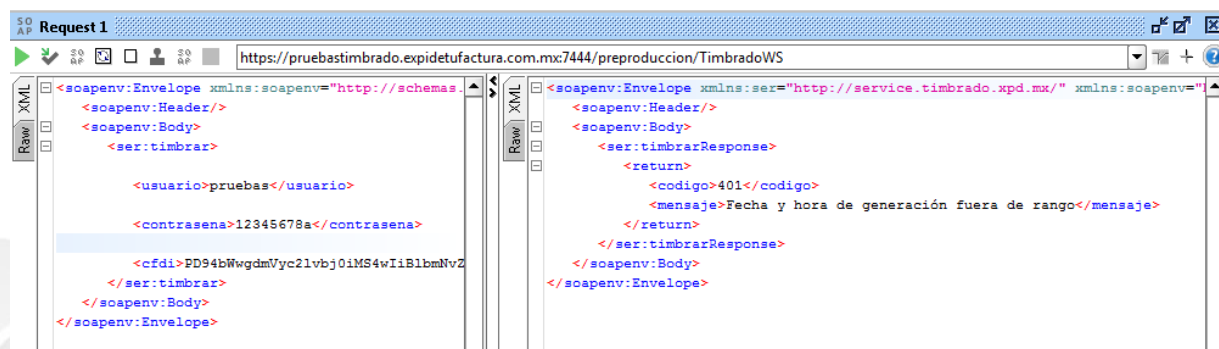 SOAP Request 1
https://pruebastimbrado.expidetufactura.com.mx:7444/preproduccion/TimbradoWS
XML
Raw
<soapenv:Envelope xmlns:soapenv="http://schemas.
<soapenv:Header/>
<soapenv:Body>
<ser:timbrar>
<usuario>pruebas</usuario>
<contrasena>12345678a</contrasena>
<cfdi>PD94bWwgdmVyc2lvbj0iMS4wIiBlbmNvZ
</ser:timbrar>
</soapenv:Body>
</soapenv:Envelope>
XML
Raw
<soapenv:Envelope xmlns:ser="http://service.timbrado.xpd.mx/" xmlns:soapenv="
<soapenv:Header/>
<soapenv:Body>
<ser:timbrarResponse>
<return>
<codigo>401</codigo>
<mensaje>Fecha y hora de generación fuera de rango</mensaje>
</return>
</ser:timbrarResponse>
</soapenv:Body>
</soapenv:Envelope>